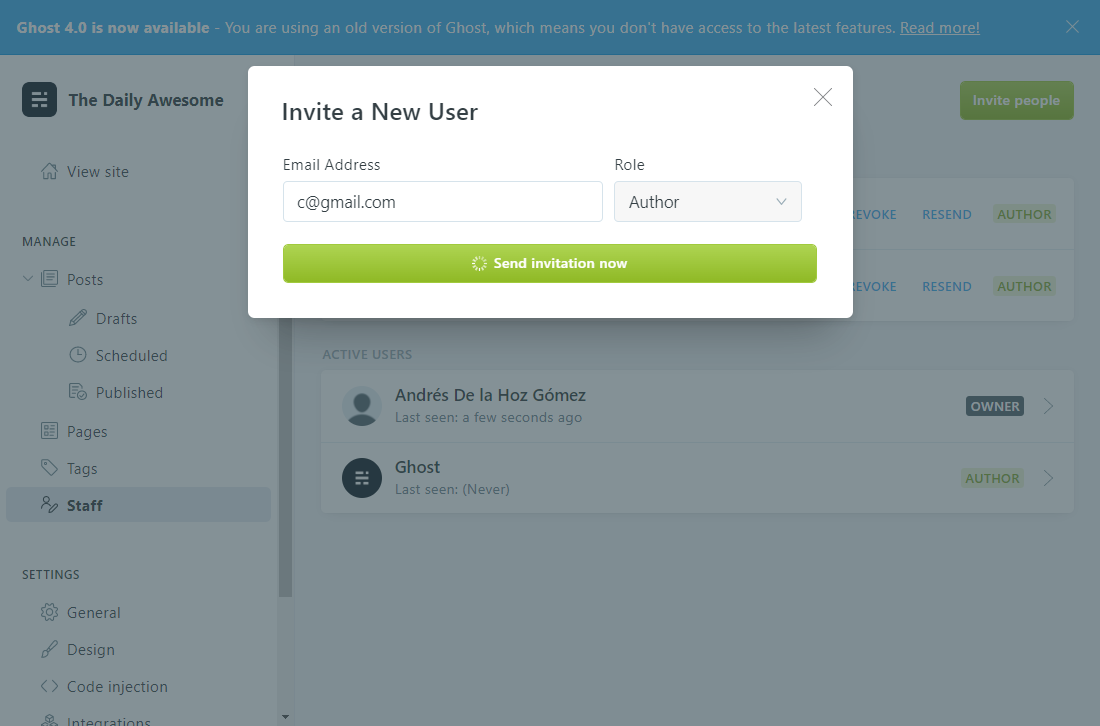 Ghost 4.0 is now available - You are using an old version of Ghost, which means you don't have access to the latest features. Read more!
The Daily Awesome
Invite people
View site
MANAGE
Posts
Drafts
Scheduled
Published
Pages
Tags
Staff
SETTINGS
General
Design
Code injection
Integrations
Invite a New User
Email Address
Role
c@gmail.com
Author
Send invitation now
RESEND AUTHOR
RESEND AUTHOR
ACTIVE USERS
Andrés De la Hoz Gómez
Last seen: a few seconds ago
OWNER
Ghost
Last seen: (Never)
AUTHOR